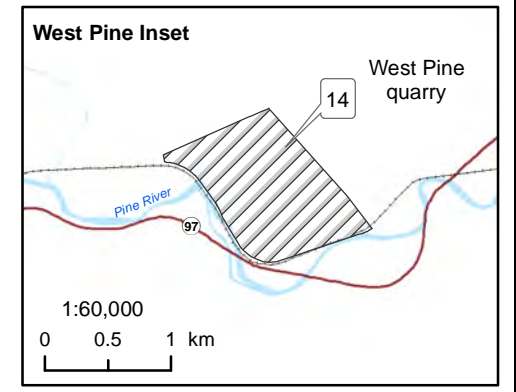 West Pine Inset
West Pine
quarry
14
Pine River
97
1:60,000
0 0.5 1 km